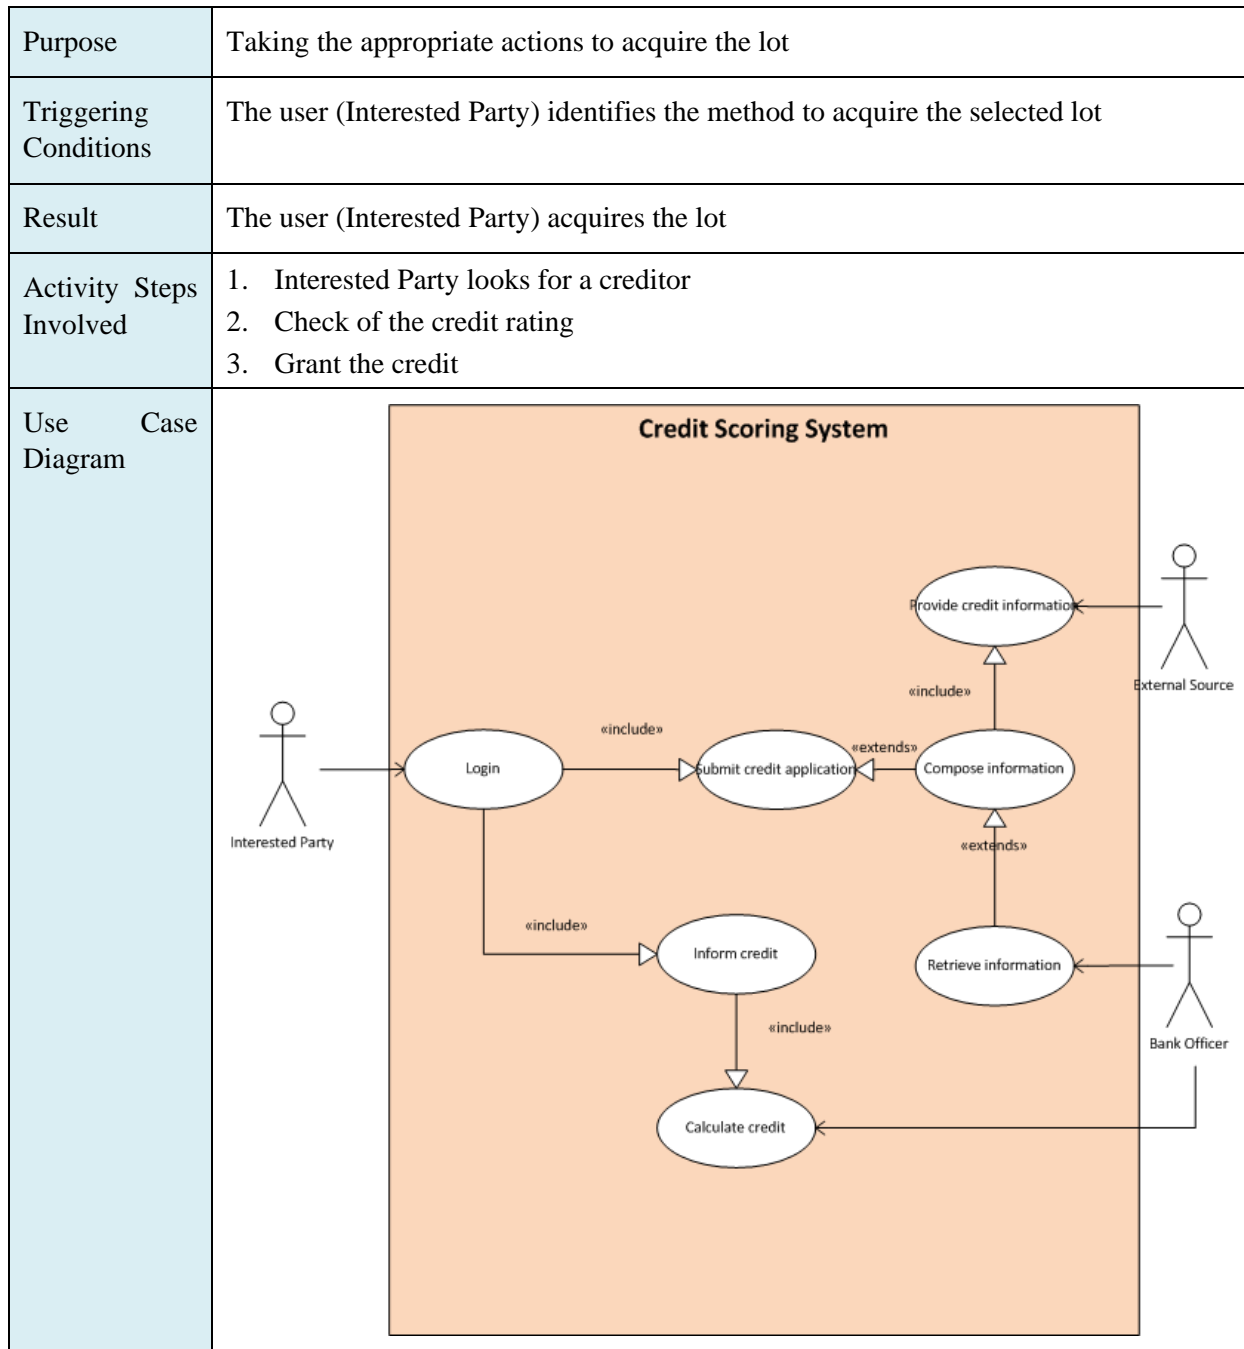 Purpose
Taking the appropriate actions to acquire the lot
Triggering
Conditions
The user (Interested Party) identifies the method to acquire the selected lot
Result
The user (Interested Party) acquires the lot
Activity Steps
Involved
1. Interested Party looks for a creditor
2. Check of the credit rating
3. Grant the credit
Use Case
Diagram
Credit Scoring System
Provide credit information
External Source
«include»
«include»
«extends»
Login
Submit credit application
Compose information
Interested Party
«extends»
«include»
Inform credit
Retrieve information
«include»
Bank Officer
Calculate credit